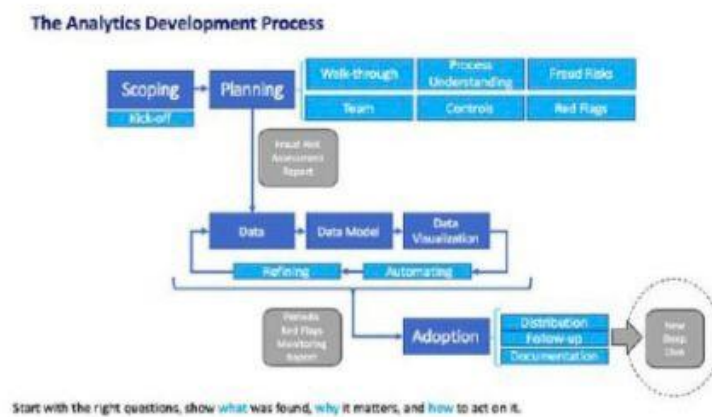 The Analytics Development Process
Scoping
Kick-off
Planning
Walk-through
Process
Understanding
Fraud Risks
Team
Controls
Red Flags
Fraud Risk
Assessment
Report
Data
Data Model
Data
Visualization
Refining
Automating
Periodic
Red Flags
Monitoring
Report
Adoption
Distribution
Follow-up
Documentation
New
Deep
Dive
Start with the right questions, show what was found, why it matters, and how to act on it.